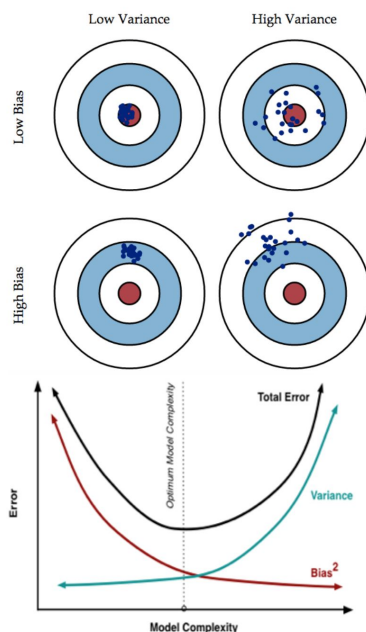 Low Variance
High Variance
Low Bias
High Bias
Optimum Model Complexity
Total Error
Variance
Bias²
Error
Model Complexity